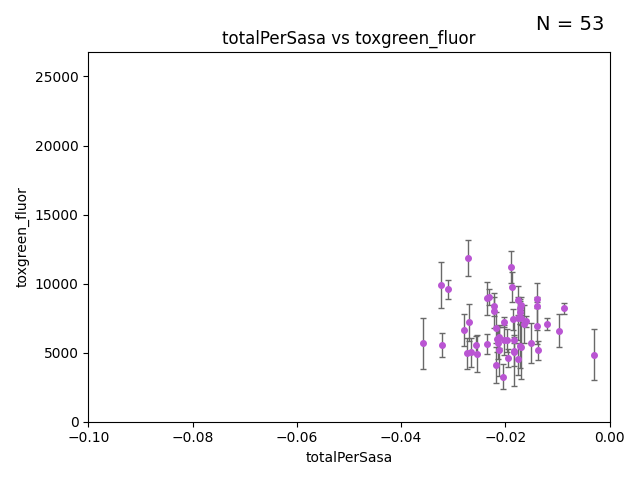 N = 53
totalPerSasa vs toxgreen_fluor
25000
20000
15000
10000
5000
0
toxgreen_fluor
−0.10 −0.08 −0.06 −0.04 −0.02 0.00
totalPerSasa